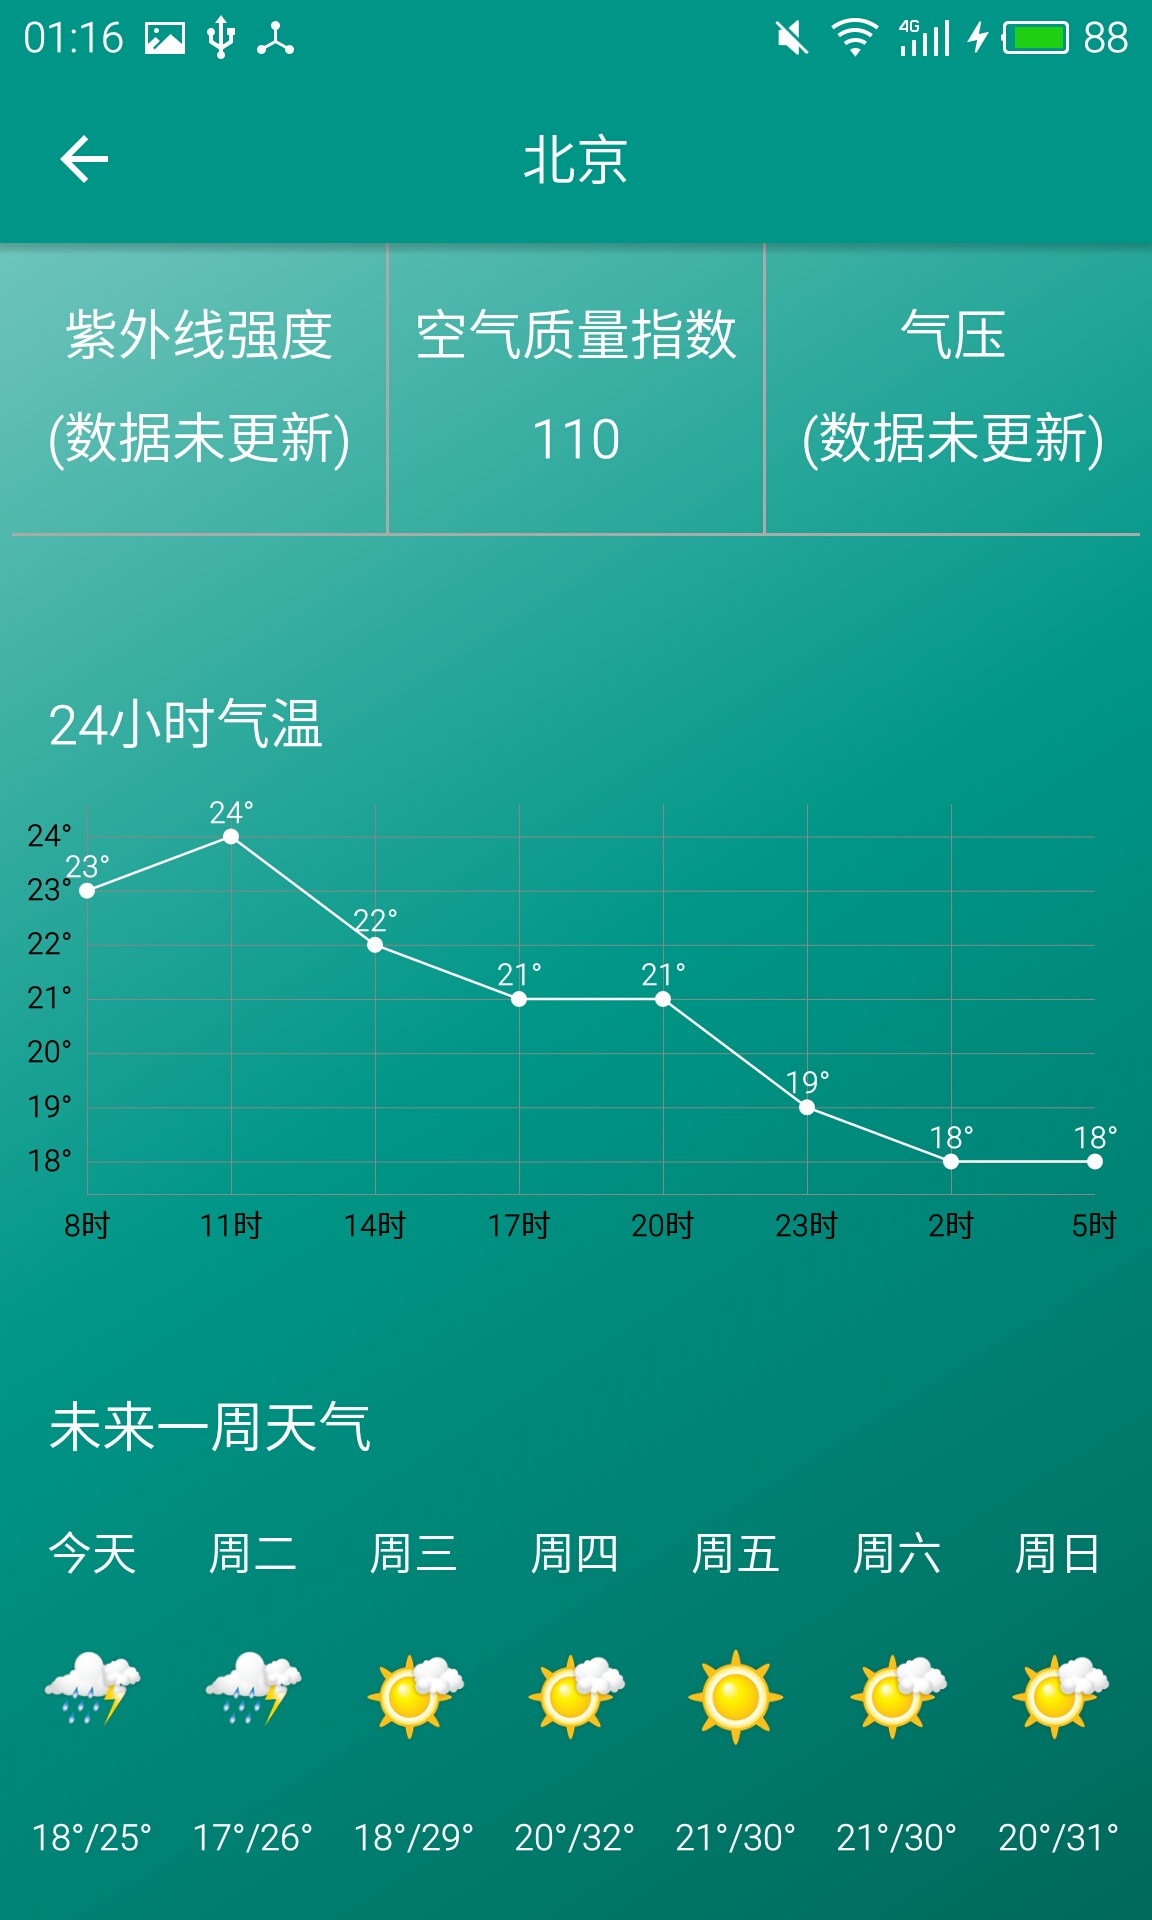 01:16 4G 88
北京
紫外线强度 空气质量指数 气压
(数据未更新) 110 (数据未更新)
24小时气温
24°
24°
23°
23°
22°
22°
21° 21°
21°
20°
19°
19°
18° 18°
18°
8时 11时 14时 17时 20时 23时 2时 5时
未来一周天气
今天 周二 周三 周四 周五 周六 周日
18°/25° 17°/26° 18°/29° 20°/32° 21°/30° 21°/30° 20°/31°